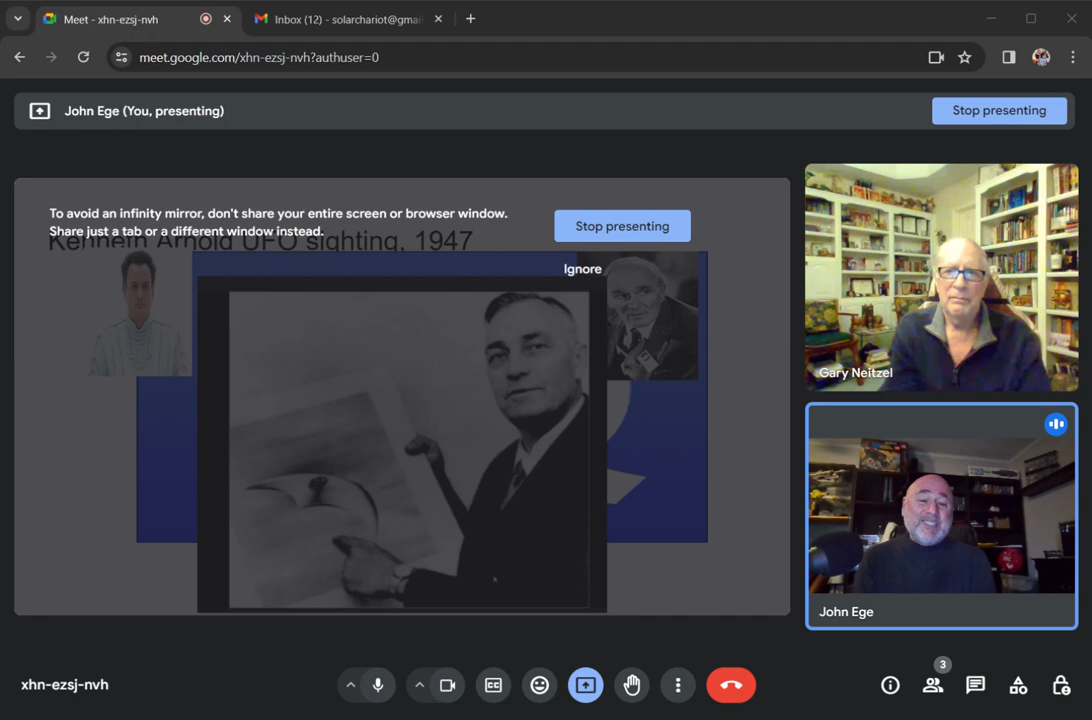 Meet - xhn-ezsj-nvh
Inbox (12) - solarchariot@gmai
meet.google.com/xhn-ezsj-nvh?authuser=0
John Ege (You, presenting)
Stop presenting
To avoid an infinity mirror, don't share your entire screen or browser window.
Share just a tab or a different window instead.
Stop presenting
Kenneth Arnold UFO sighting, 1947
Ignore
Gary Neitzel
John Ege
xhn-ezsj-nvh
CC
3